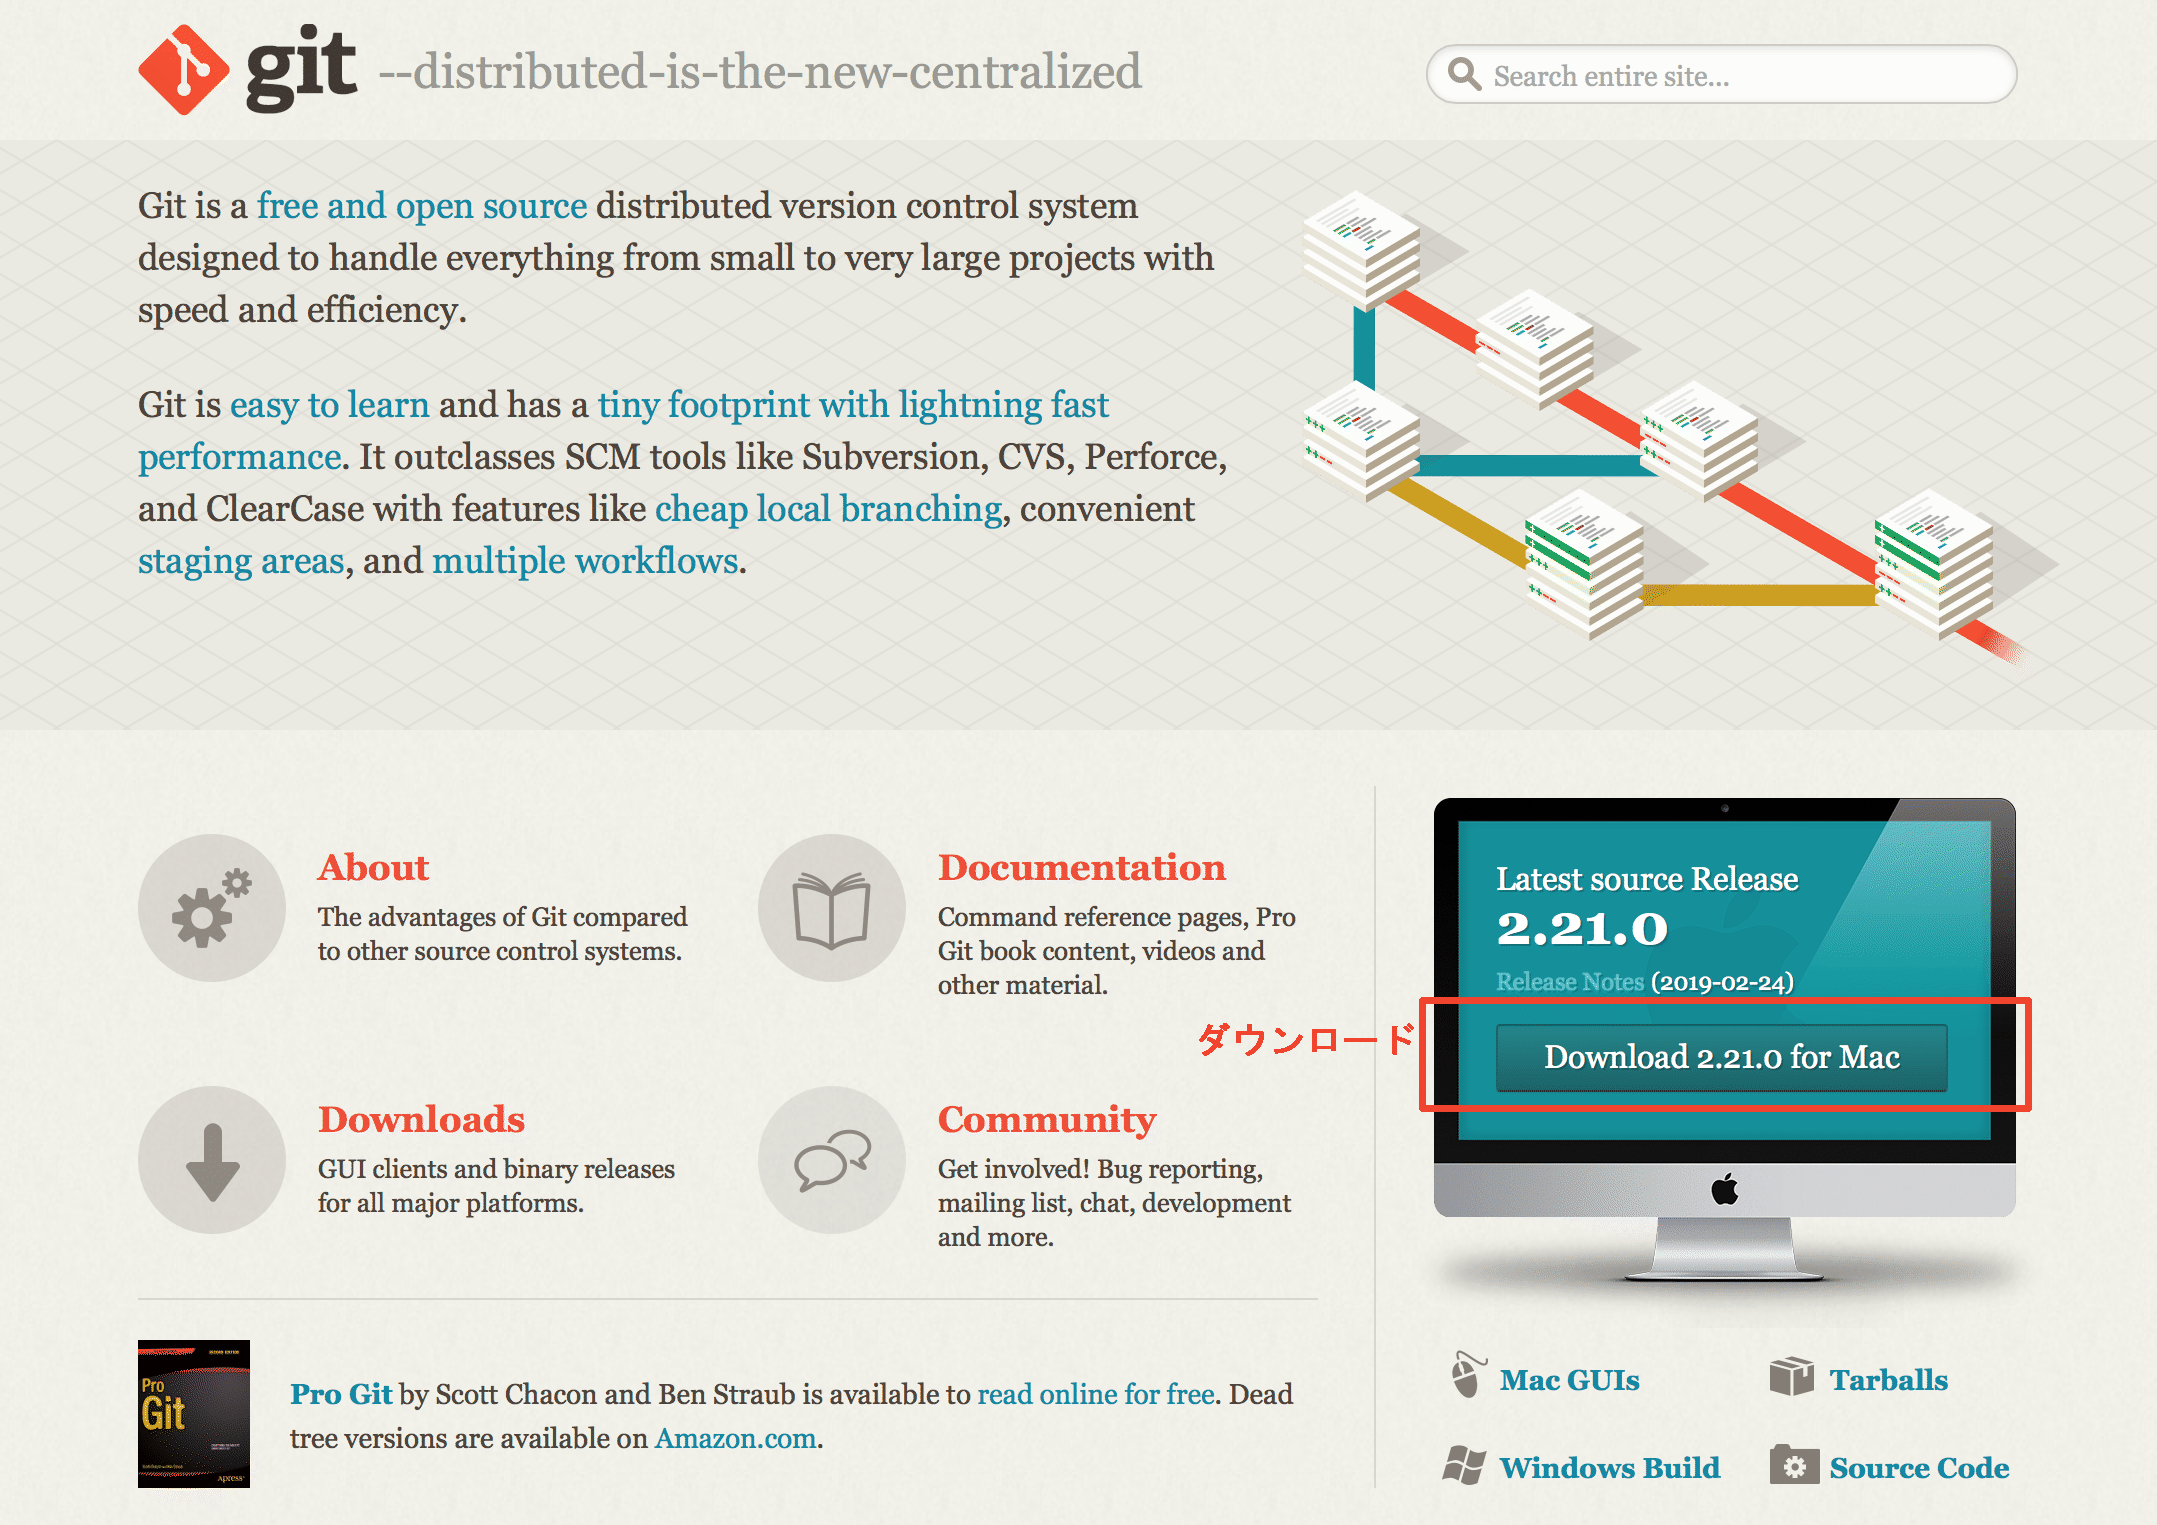 git --distributed-is-the-new-centralized
Search entire site...
Git is a free and open source distributed version control system
designed to handle everything from small to very large projects with
speed and efficiency.
Git is easy to learn and has a tiny footprint with lightning fast
performance. It outclasses SCM tools like Subversion, CVS, Perforce,
and ClearCase with features like cheap local branching, convenient
staging areas, and multiple workflows.
About
The advantages of Git compared
to other source control systems.
Documentation
Command reference pages, Pro
Git book content, videos and
other material.
Downloads
GUI clients and binary releases
for all major platforms.
Community
Get involved! Bug reporting,
mailing list, chat, development
and more.
Latest source Release
2.21.0
Release Notes (2019-02-24)
ダウンロード
Download 2.21.0 for Mac
Pro
Git
Apress
Pro Git by Scott Chacon and Ben Straub is available to read online for free. Dead
tree versions are available on Amazon.com.
Mac GUIs
Tarballs
Windows Build
Source Code